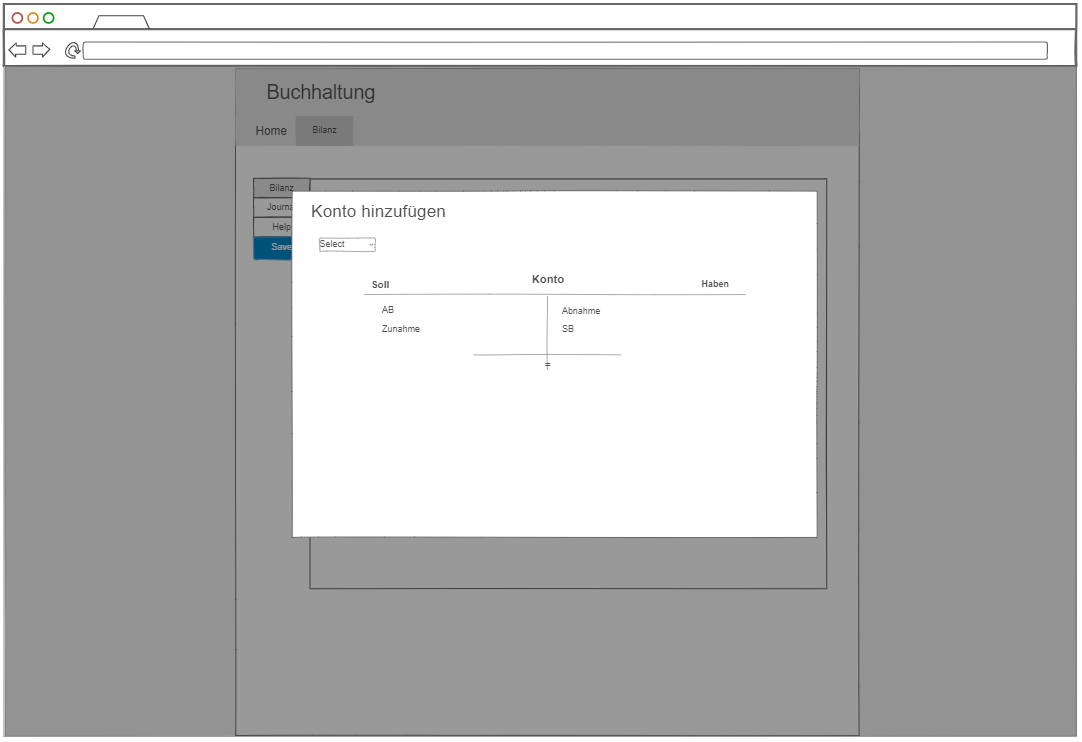 Buchhaltung
Home Bilanz
Bilanz
Journa
Help
Save
Konto hinzufügen
Select
Soll Konto Haben
AB Abnahme
Zunahme SB
=